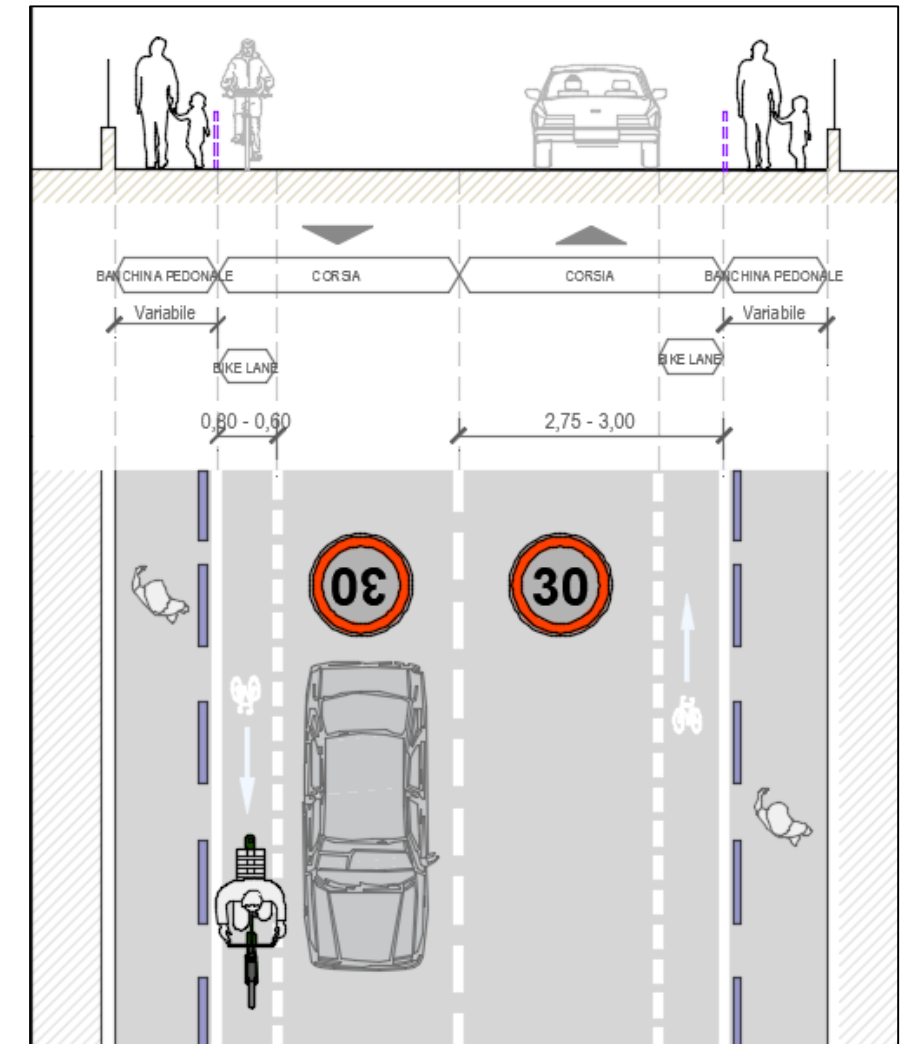 BANCHINA PEDONALE
CORSIA
CORSIA
BANCHINA PEDONALE
Variabile
Variabile
BIKE LANE
BIKE LANE
0,80 - 0,60
2,75 - 3,00
30
30